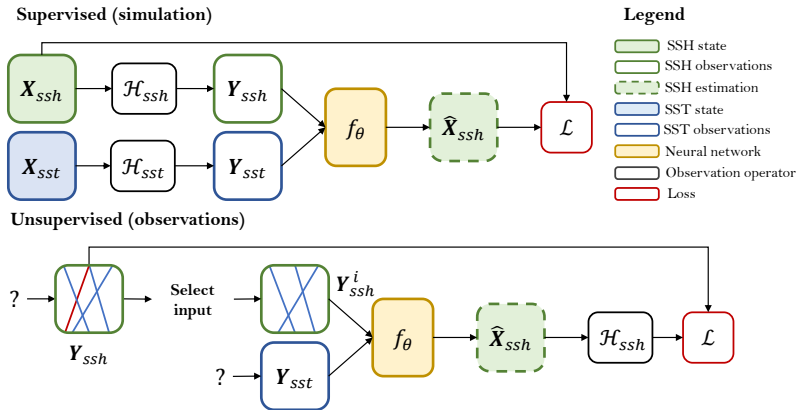 Supervised (simulation)
X_ssh
ℋ_ssh
Y_ssh
X_sst
ℋ_sst
Y_sst
f_θ
X̂_ssh
ℒ
Legend
SSH state
SSH observations
SSH estimation
SST state
SST observations
Neural network
Observation operator
Loss
Unsupervised (observations)
?
Y_ssh
Select
input
Y^i_ssh
?
Y_sst
f_θ
X̂_ssh
ℋ_ssh
ℒ